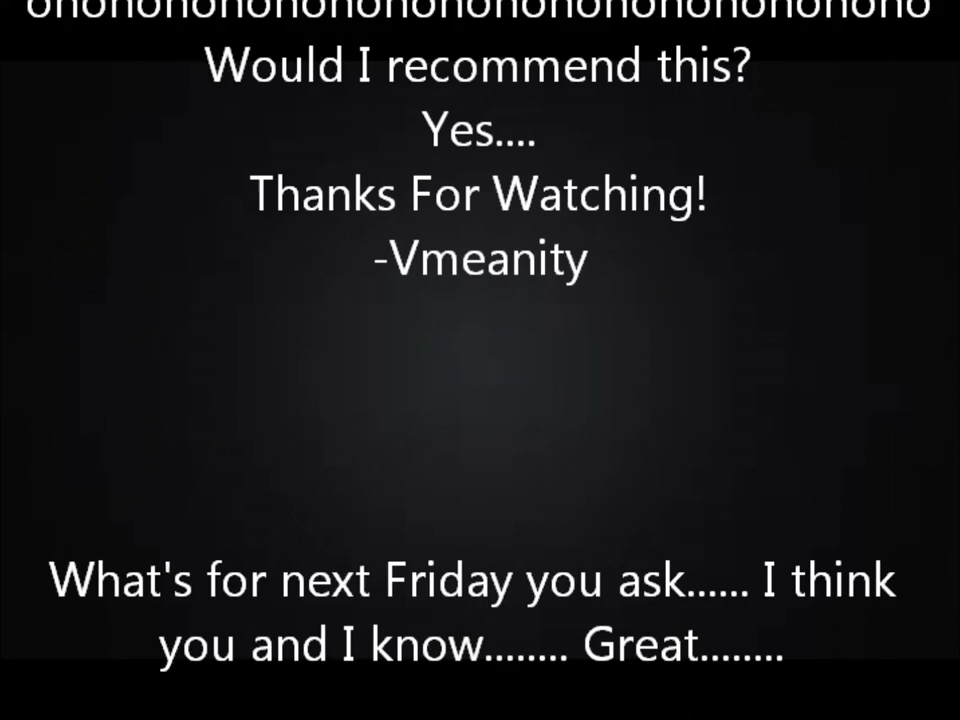 ohohohohohohohohohohohohohohohohoho
Would I recommend this?
Yes....
Thanks For Watching!
-Vmeanity
What's for next Friday you ask...... I think
you and I know........ Great........